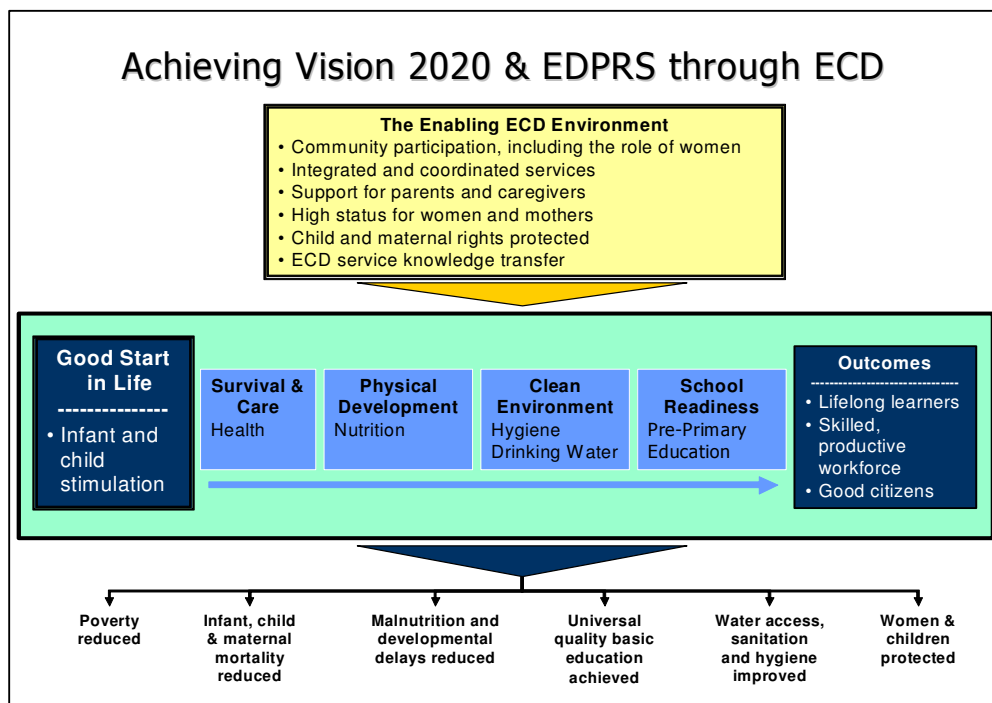 Achieving Vision 2020 & EDPRS through ECD
The Enabling ECD Environment
• Community participation, including the role of women
• Integrated and coordinated services
• Support for parents and caregivers
• High status for women and mothers
• Child and maternal rights protected
• ECD service knowledge transfer
Good Start
in Life
---------------
• Infant and
child
stimulation
Survival &
Care
Health
Physical
Development
Nutrition
Clean
Environment
Hygiene
Drinking Water
School
Readiness
Pre-Primary
Education
Outcomes
--------------------------------
• Lifelong learners
• Skilled,
productive
workforce
• Good citizens
Poverty
reduced
Infant, child
& maternal
mortality
reduced
Malnutrition and
developmental
delays reduced
Universal
quality basic
education
achieved
Water access,
sanitation
and hygiene
improved
Women &
children
protected